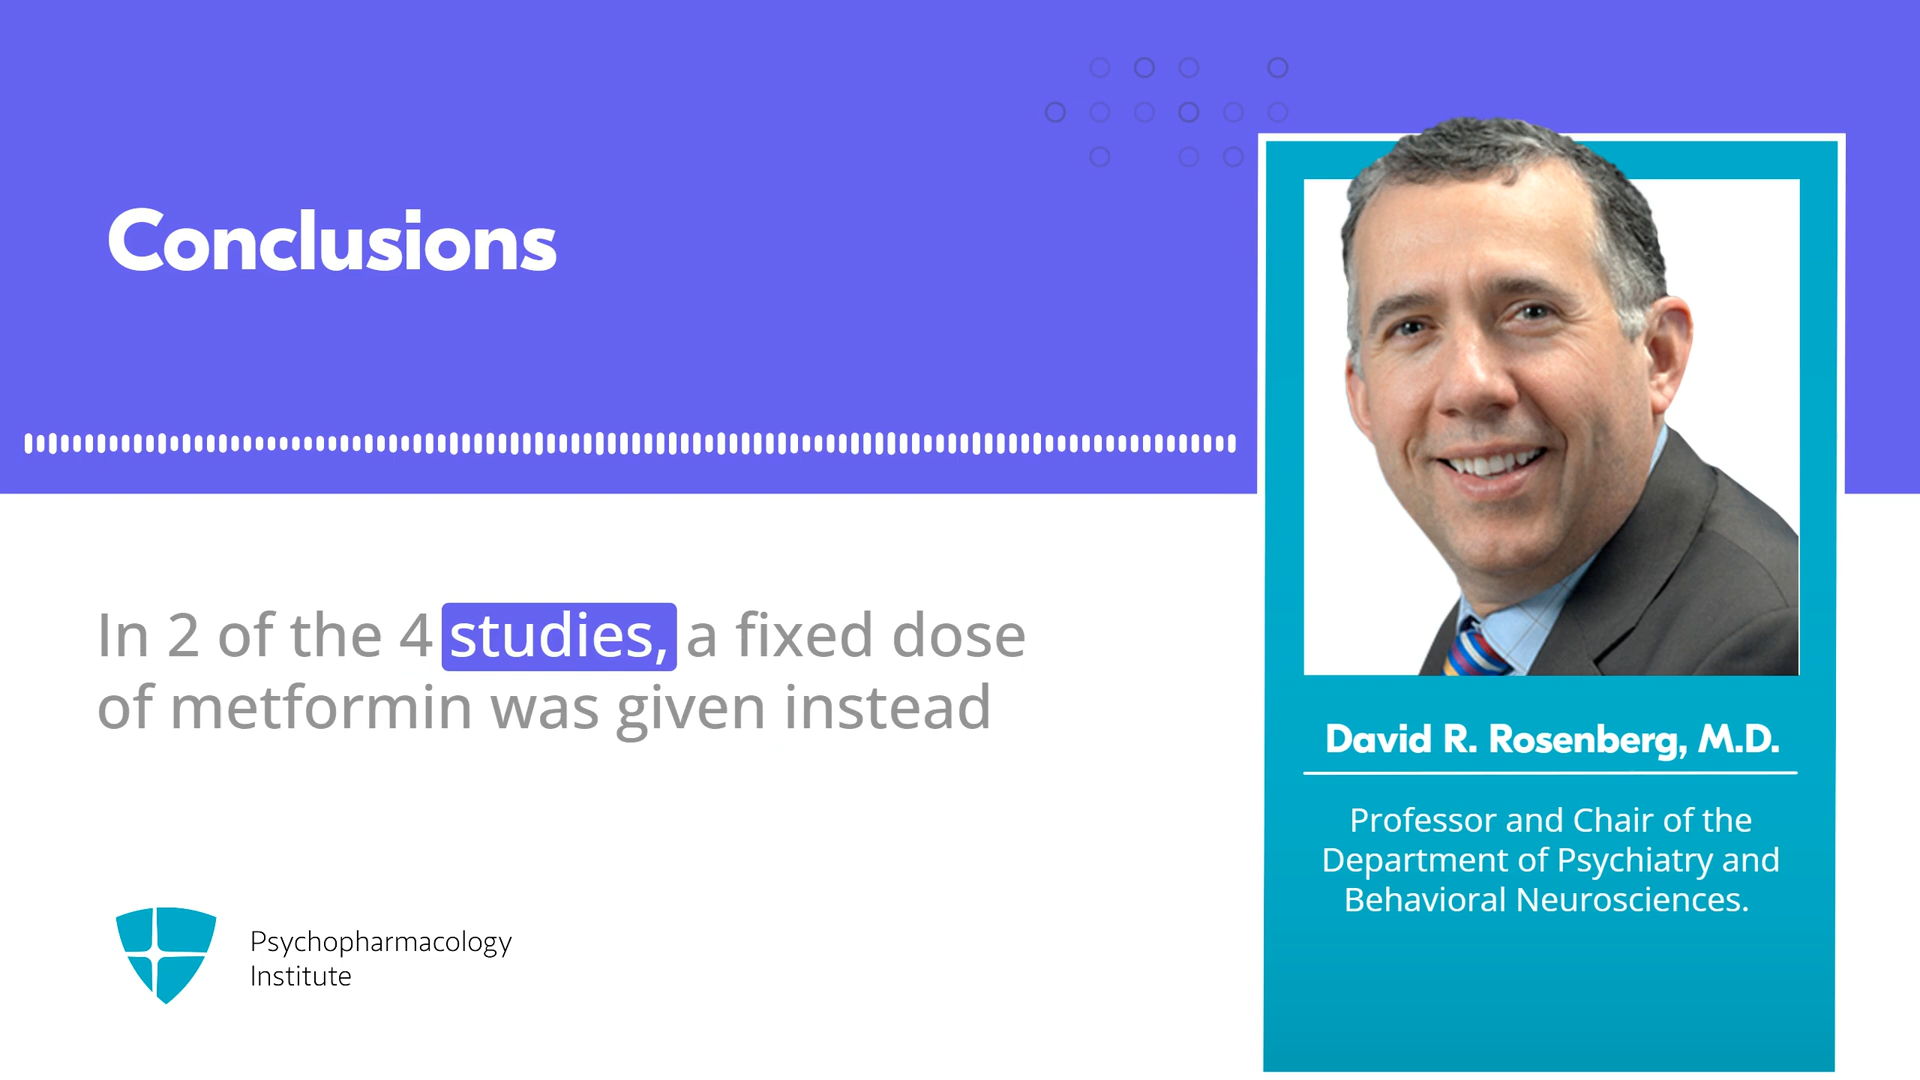 Conclusions
In 2 of the 4 studies, a fixed dose
of metformin was given instead
Psychopharmacology
Institute
David R. Rosenberg, M.D.
Professor and Chair of the
Department of Psychiatry and
Behavioral Neurosciences.